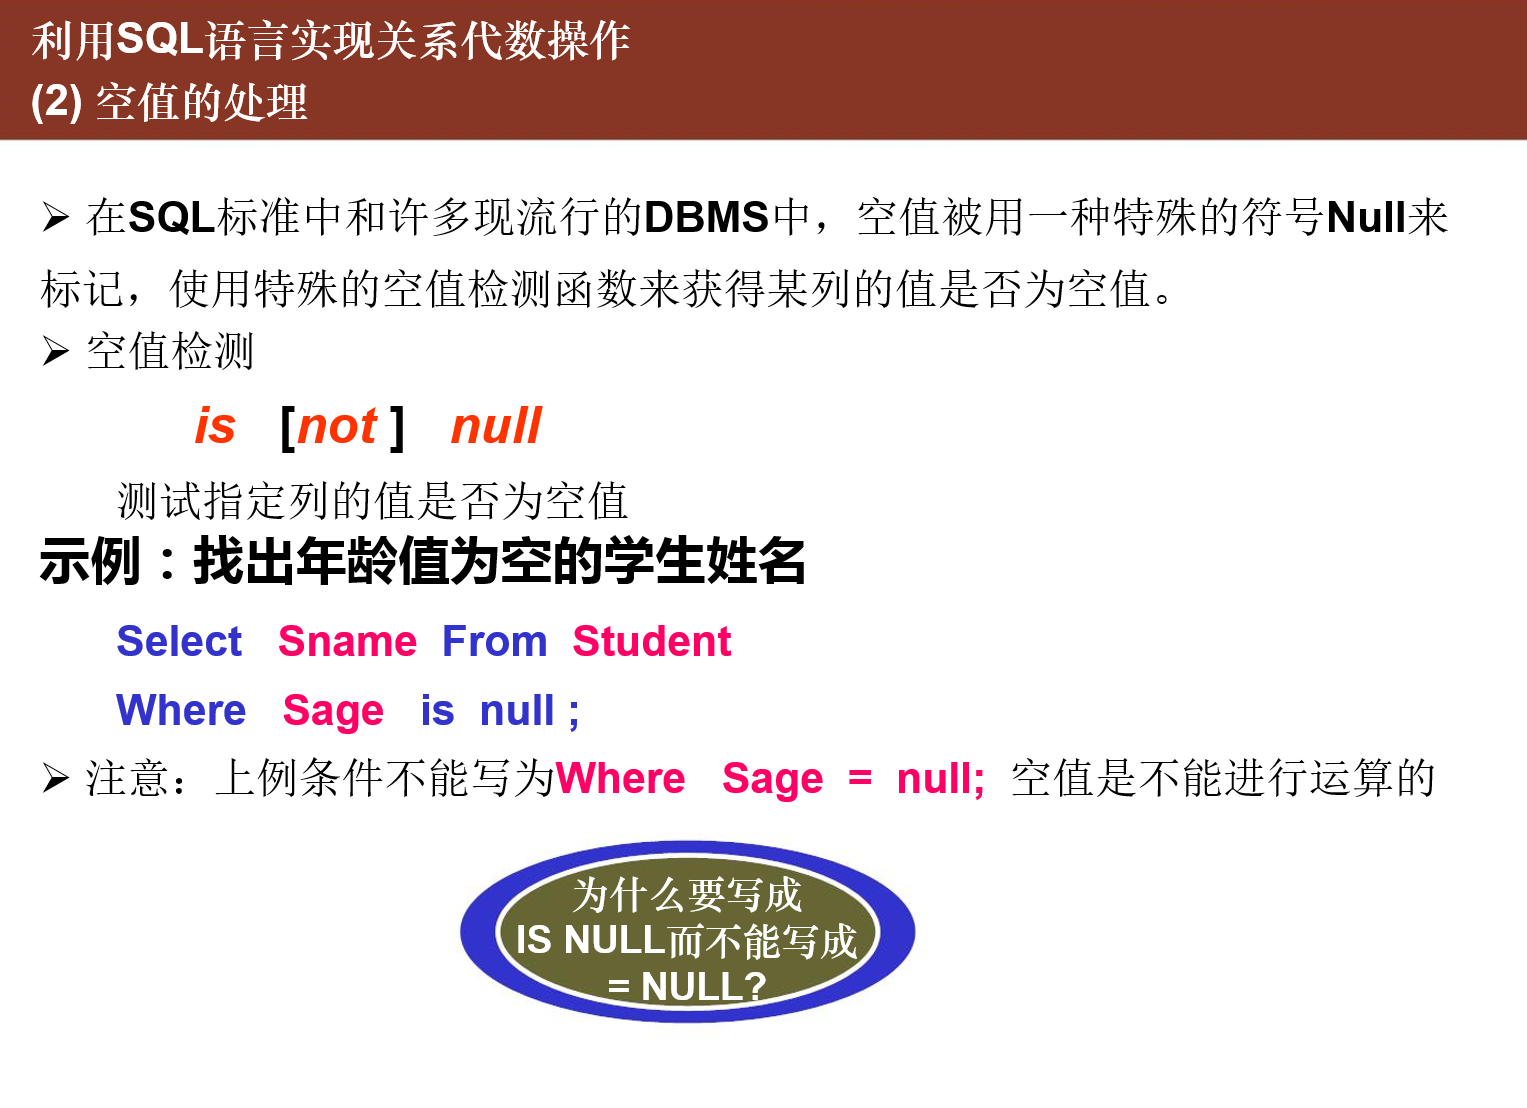 利用SQL语言实现关系代数操作
(2) 空值的处理
➢ 在SQL标准中和许多现流行的DBMS中，空值被用一种特殊的符号Null来
标记，使用特殊的空值检测函数来获得某列的值是否为空值。
➢ 空值检测
is [not ] null
测试指定列的值是否为空值
示例：找出年龄值为空的学生姓名
Select Sname From Student
Where Sage is null ;
➢ 注意：上例条件不能写为Where Sage = null; 空值是不能进行运算的
为什么要写成
IS NULL而不能写成
= NULL?